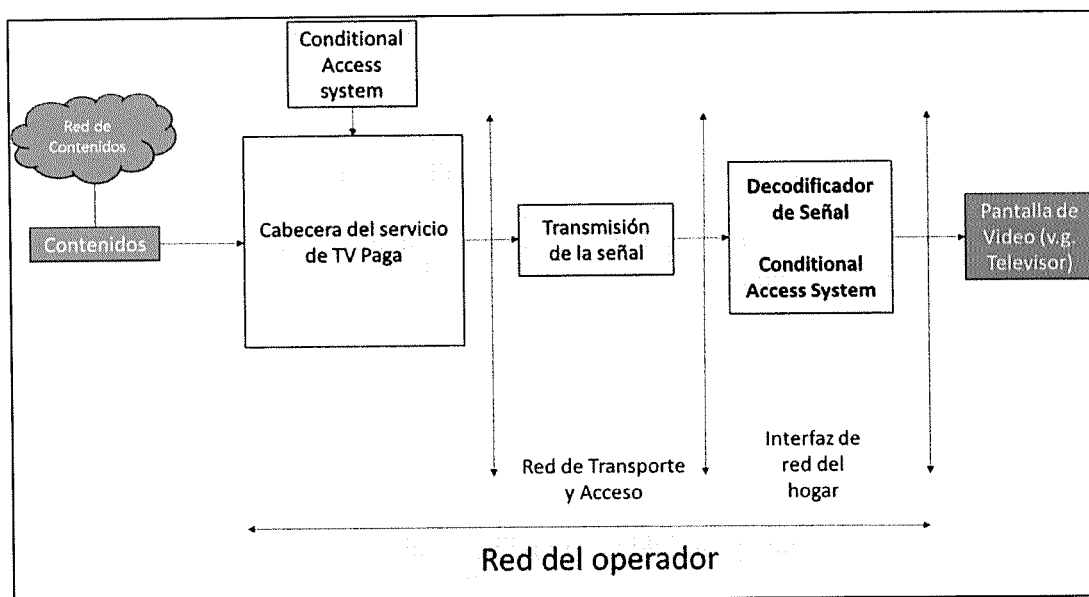 Conditional
Access
system
Red de
Contenidos
Contenidos
Cabecera del servicio
de TV Paga
Transmisión
de la señal
Decodificador
de Señal
Conditional
Access System
Pantalla de
Video (v.g.
Televisor)
Red de Transporte
y Acceso
Interfaz de
red del
hogar
Red del operador